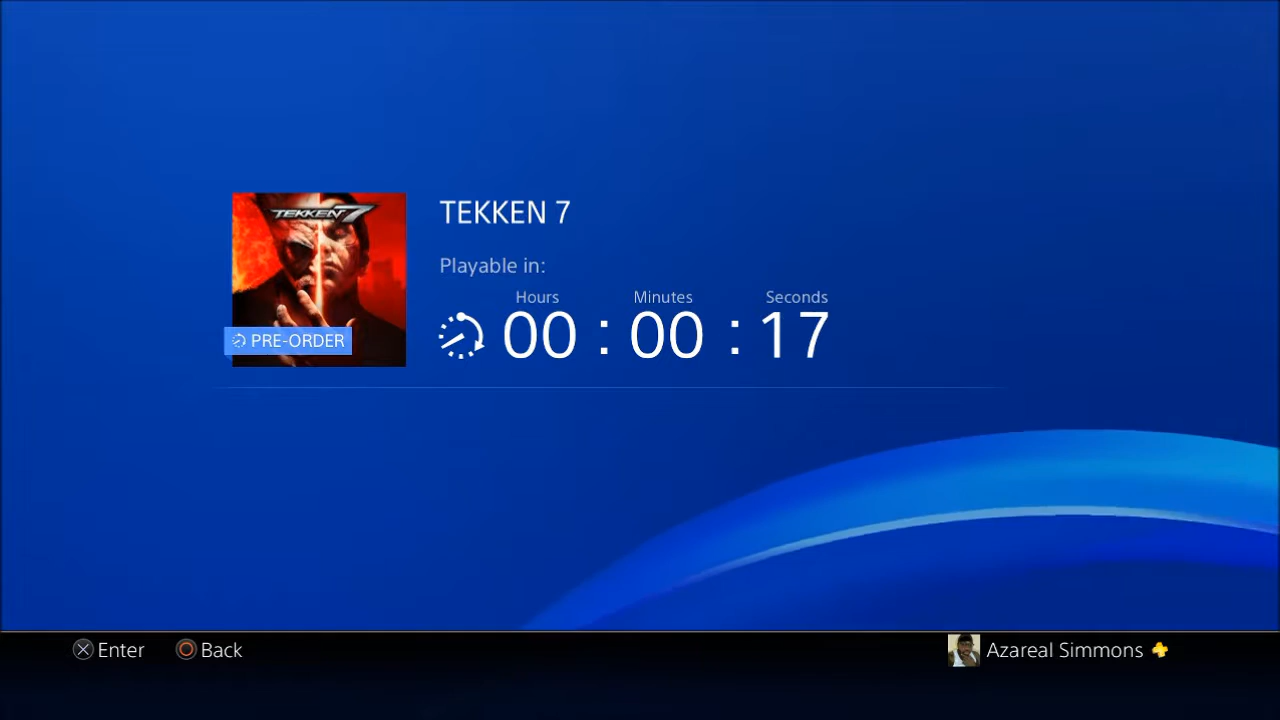 TEKKEN 7
TEKKEN 7
Playable in:
Hours Minutes Seconds
00 : 00 : 17
PRE-ORDER
Enter Back Azareal Simmons